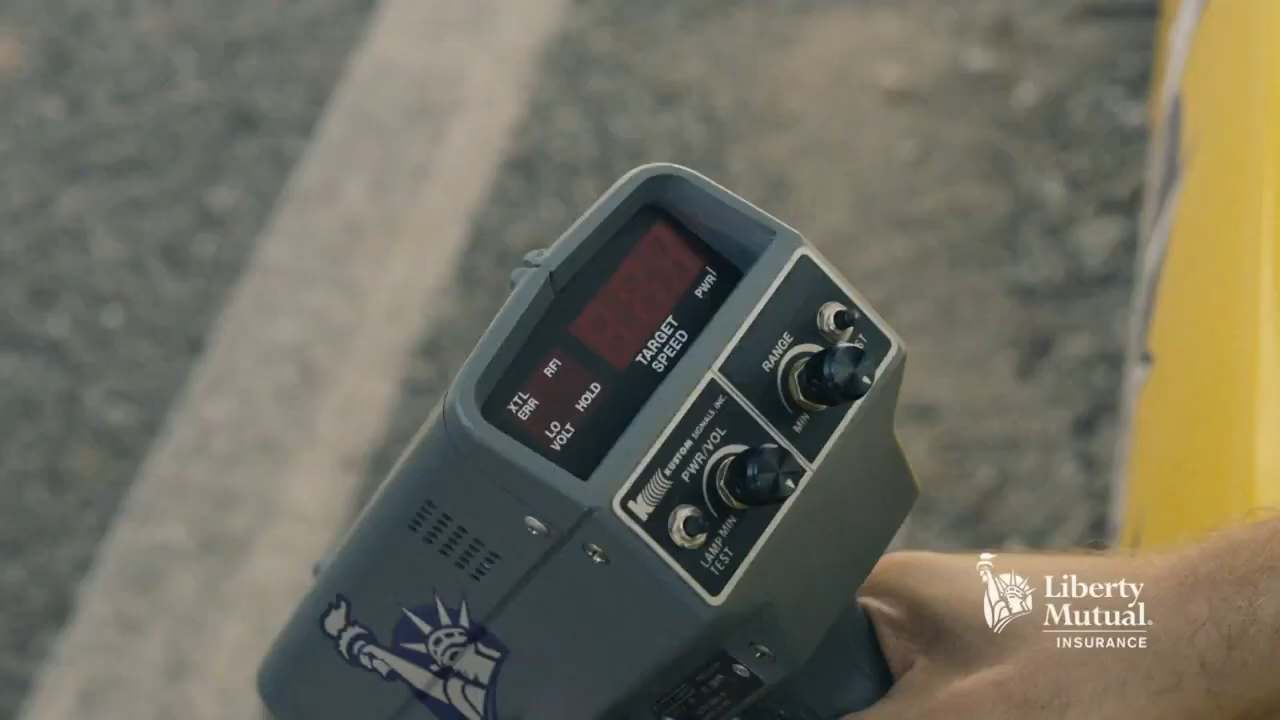 PWR
TARGET
SPEED
RFI
XTL
ERR
HOLD
LO
VOLT
RANGE
MIN
KUSTOM SIGNALS, INC.
PWR/VOL
MIN
LAMP
TEST
Liberty
Mutual®
INSURANCE